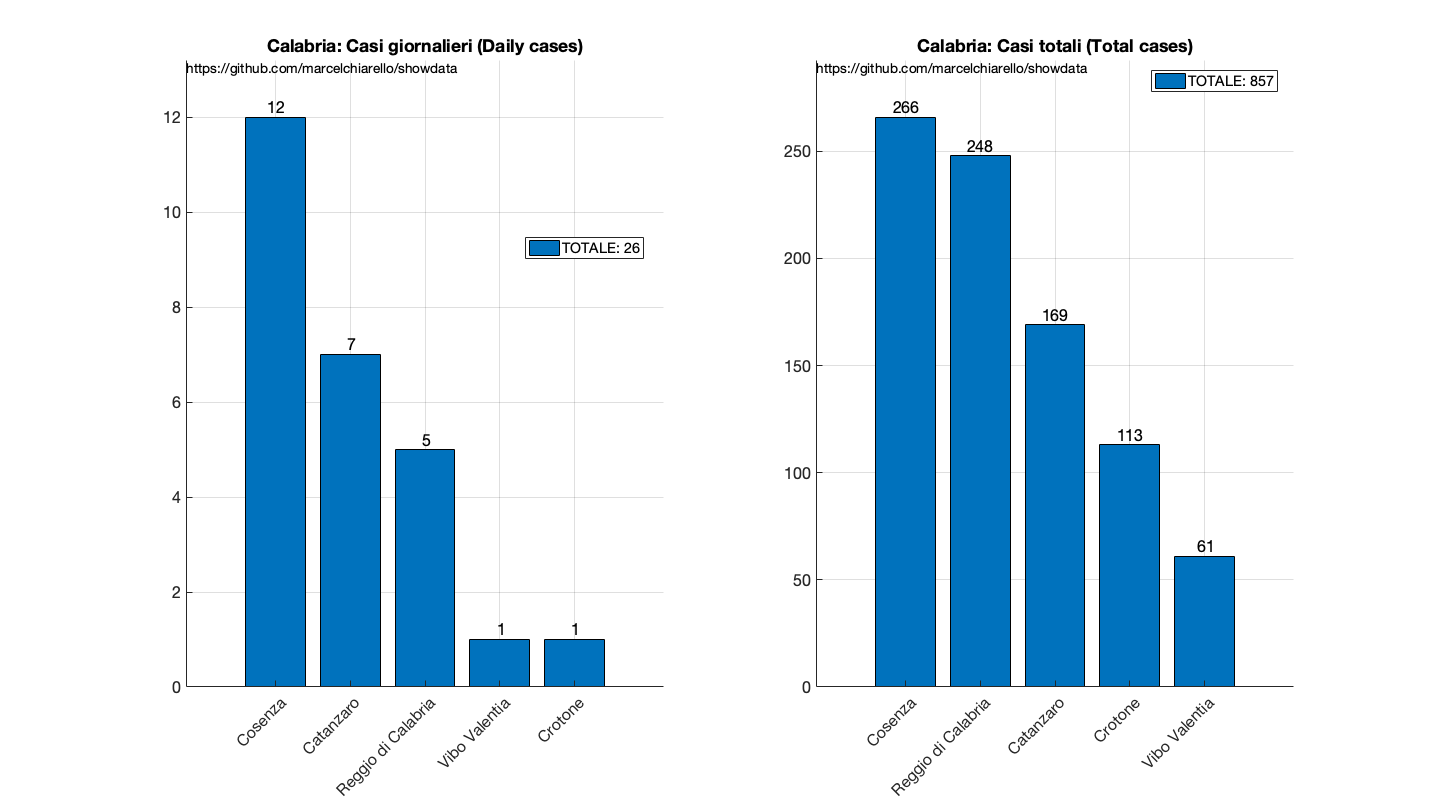 Calabria: Casi giornalieri (Daily cases)
https://github.com/marcelchiarello/showdata
TOTALE: 26
12
7
5
1
1
12
10
8
6
4
2
0
Cosenza
Catanzaro
Reggio di Calabria
Vibo Valentia
Crotone
Calabria: Casi totali (Total cases)
https://github.com/marcelchiarello/showdata
TOTALE: 857
266
248
169
113
61
250
200
150
100
50
0
Cosenza
Reggio di Calabria
Catanzaro
Crotone
Vibo Valentia